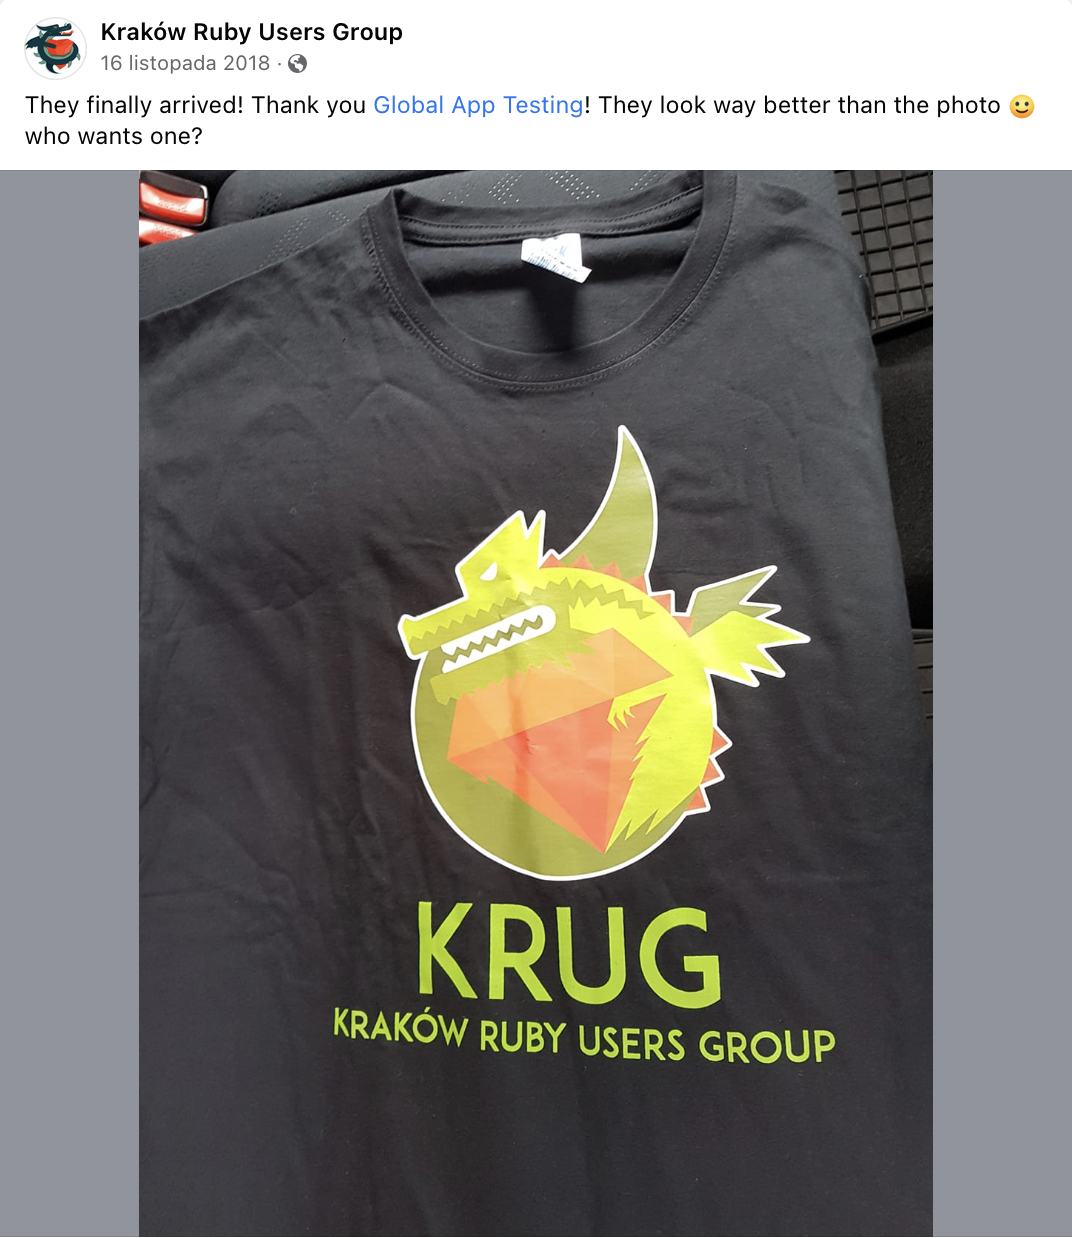 Kraków Ruby Users Group
16 listopada 2018 ·
They finally arrived! Thank you Global App Testing! They look way better than the photo 🙂
who wants one?
KRUG
KRAKÓW RUBY USERS GROUP